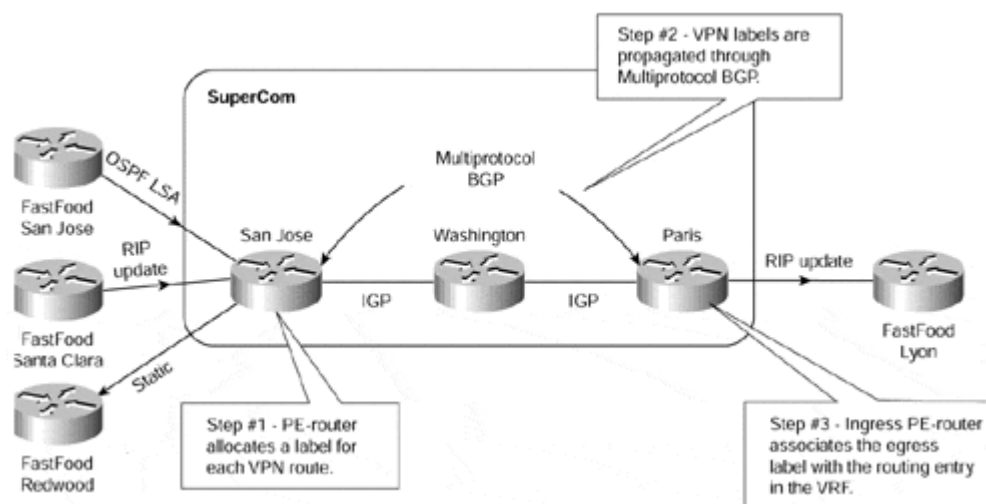 Step #2 - VPN labels are
propagated through
Multiprotocol BGP.
SuperCom
OSPF LSA
Multiprotocol
BGP
FastFood
San Jose
San Jose
Washington
Paris
RIP
update
RIP update
IGP
IGP
FastFood
Santa Clara
FastFood
Lyon
Static
Step #1 - PE-router
allocates a label for
each VPN route.
Step #3 - Ingress PE-router
associates the egress
label with the routing entry
in the VRF.
FastFood
Redwood